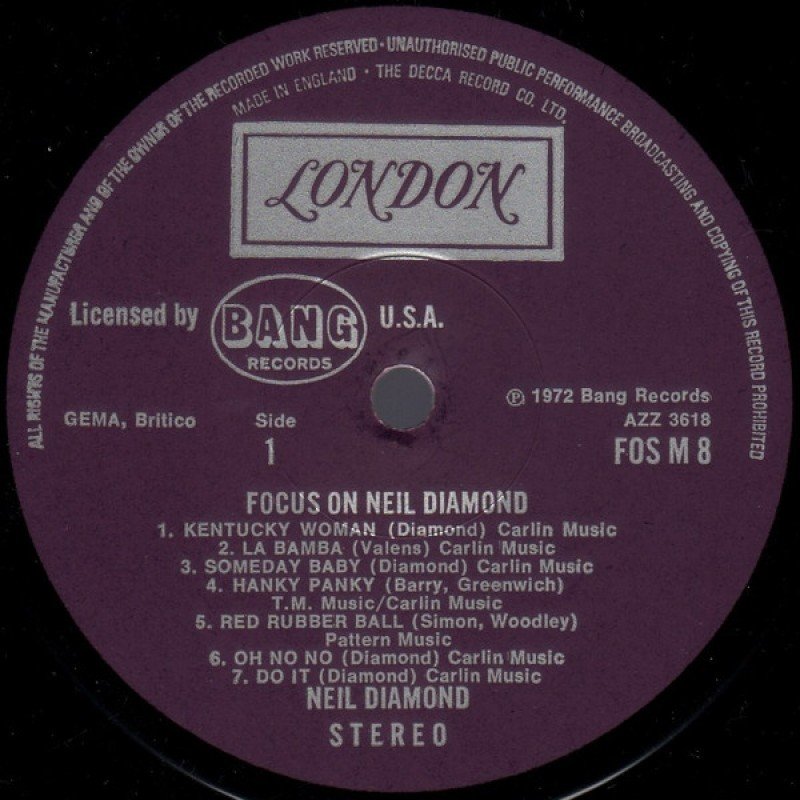 ALL RIGHTS OF THE MANUFACTURER AND OF THE OWNER OF THE RECORDED WORK RESERVED · UNAUTHORISED PUBLIC PERFORMANCE BROADCASTING AND COPYING OF THIS RECORD PROHIBITED
MADE IN ENGLAND · THE DECCA RECORD CO. LTD.
LONDON
Licensed by BANG RECORDS U.S.A.
℗ 1972 Bang Records
GEMA, Britico Side AZZ 3618
1 FOS M 8
FOCUS ON NEIL DIAMOND
1. KENTUCKY WOMAN (Diamond) Carlin Music
2. LA BAMBA (Valens) Carlin Music
3. SOMEDAY BABY (Diamond) Carlin Music
4. HANKY PANKY (Barry, Greenwich)
T.M. Music/Carlin Music
5. RED RUBBER BALL (Simon, Woodley)
Pattern Music
6. OH NO NO (Diamond) Carlin Music
7. DO IT (Diamond) Carlin Music
NEIL DIAMOND
STEREO